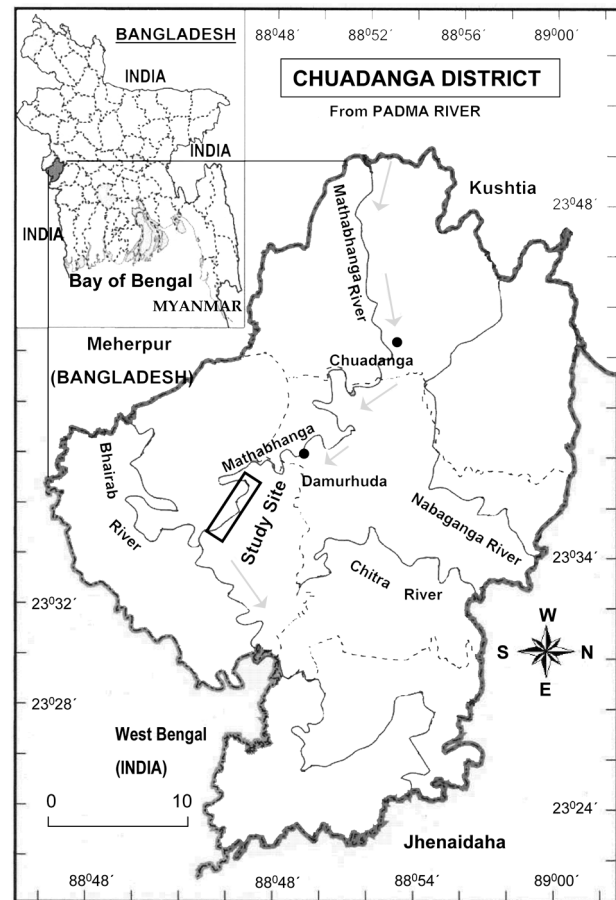 BANGLADESH
INDIA
INDIA
INDIA
Bay of Bengal
MYANMAR
88⁰48´ 88⁰52´ 88⁰56´ 89⁰00´
CHUADANGA DISTRICT
From PADMA RIVER
Kushtia
23⁰48´
Mathabhanga
River
Meherpur
(BANGLADESH)
Chuadanga
Mathabhanga
Damurhuda
Bhairab
River
Study Site
Nabaganga River
23⁰34´
Chitra
River
23⁰32´
W
S N
E
23⁰28´
West Bengal
(INDIA)
0 10
23⁰24´
Jhenaidaha
88⁰48´ 88⁰48´ 88⁰54´ 89⁰00´